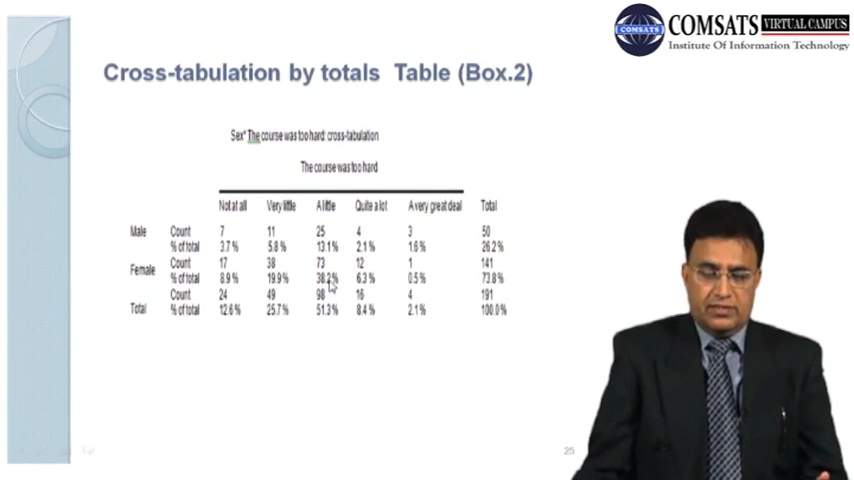 COMSATS
COMSATS VIRTUAL CAMPUS
Institute Of Information Technology
Cross-tabulation by totals Table (Box.2)
Sex* The course was too hard: cross-tabulation
The course was too hard
Not at all Very little A little Quite a lot A very great deal Total
Male Count 7 11 25 4 3 50
% of total 3.7 % 5.8 % 13.1% 2.1 % 1.6 % 26.2 %
Female Count 17 38 73 12 1 141
% of total 8.9 % 19.9 % 38.2% 6.3 % 0.5 % 73.8 %
Count 24 49 98 16 4 191
Total % of total 12.6 % 25.7 % 51.3 % 8.4 % 2.1 % 100.0 %
25